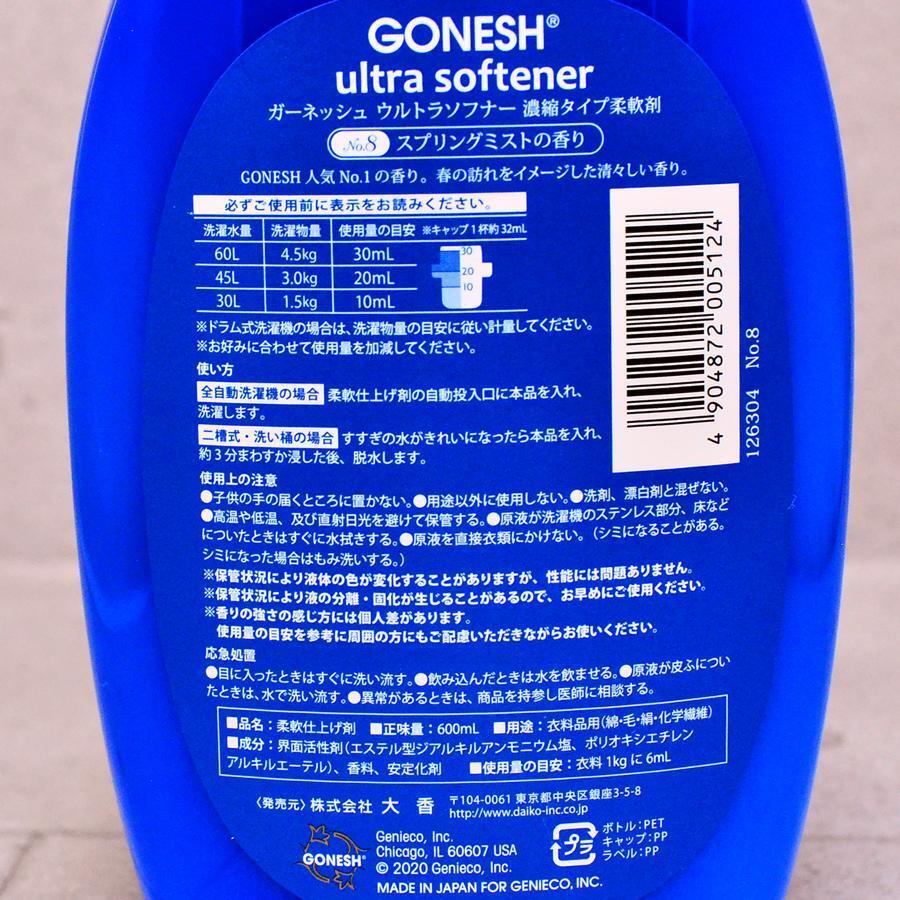 GONESH®
ultra softener
ガーネッシュ ウルトラソフナー 濃縮タイプ柔軟剤
No.8 スプリングミストの香り
GONESH 人気 No.1 の香り。春の訪れをイメージした清々しい香り。
必ずご使用前に表示をお読みください。
洗濯水量 洗濯物量 使用量の目安 ※キャップ1杯約32mL
60L 4.5kg 30mL
45L 3.0kg 20mL
30L 1.5kg 10mL
30
20
10
※ドラム式洗濯機の場合は、洗濯物量の目安に従い計量してください。
※お好みに合わせて使用量を加減してください。
使い方
全自動洗濯機の場合 柔軟仕上げ剤の自動投入口に本品を入れ、
洗濯します。
二槽式・洗い桶の場合 すすぎの水がきれいになったら本品を入れ、
約3分まわすか浸した後、脱水します。
4 904872 005124
126304 No.8
使用上の注意
●子供の手の届くところに置かない。●用途以外に使用しない。●洗剤、漂白剤と混ぜない。
●高温や低温、及び直射日光を避けて保管する。●原液が洗濯機のステンレス部分、床など
についたときはすぐに水拭きする。●原液を直接衣類にかけない。（シミになることがある。
シミになった場合はもみ洗いする。）
※保管状況により液体の色が変化することがありますが、性能には問題ありません。
※保管状況により液の分離・固化が生じることがあるので、お早めにご使用ください。
※香りの強さの感じ方には個人差があります。
使用量の目安を参考に周囲の方にもご配慮いただきながらお使いください。
応急処置
●目に入ったときはすぐに洗い流す。●飲み込んだときは水を飲ませる。●原液が皮ふについ
たときは、水で洗い流す。●異常があるときは、商品を持参し医師に相談する。
■品名：柔軟仕上げ剤 ■正味量：600mL ■用途：衣料品用（綿・毛・絹・化学繊維）
■成分：界面活性剤（エステル型ジアルキルアンモニウム塩、ポリオキシエチレン
アルキルエーテル）、香料、安定化剤 ■使用量の目安：衣料 1kg に 6mL
〈発売元〉株式会社 大香 〒104-0061 東京都中央区銀座3-5-8
http://www.daiko-inc.co.jp
GONESH®
Genieco, Inc.
Chicago, IL 60607 USA
© 2020 Genieco, Inc.
MADE IN JAPAN FOR GENIECO, INC.
プラ
ボトル：PET
キャップ：PP
ラベル：PP